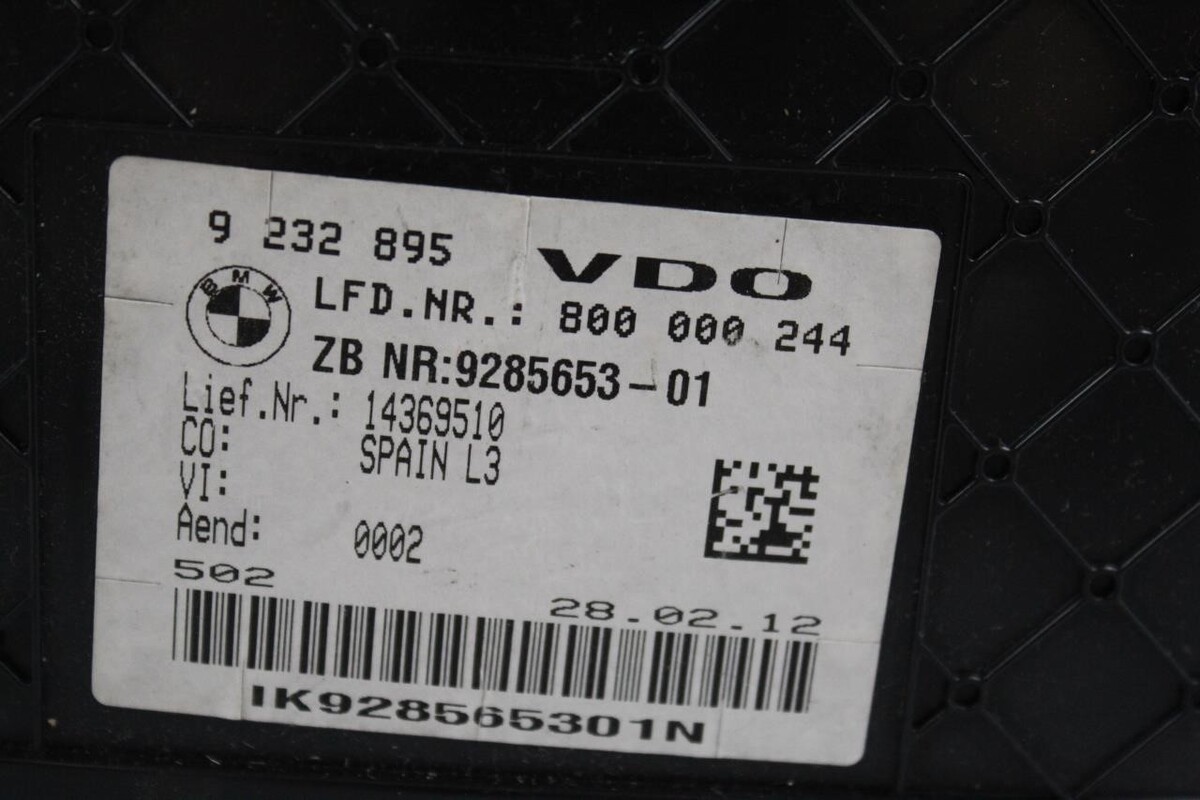 9 232 895
VDO
BMW
LFD.NR.: 800 000 244
ZB NR:9285653-01
Lief.Nr.: 14369510
CO: SPAIN L3
VI:
Aend: 0002
502
28.02.12
IK928565301N